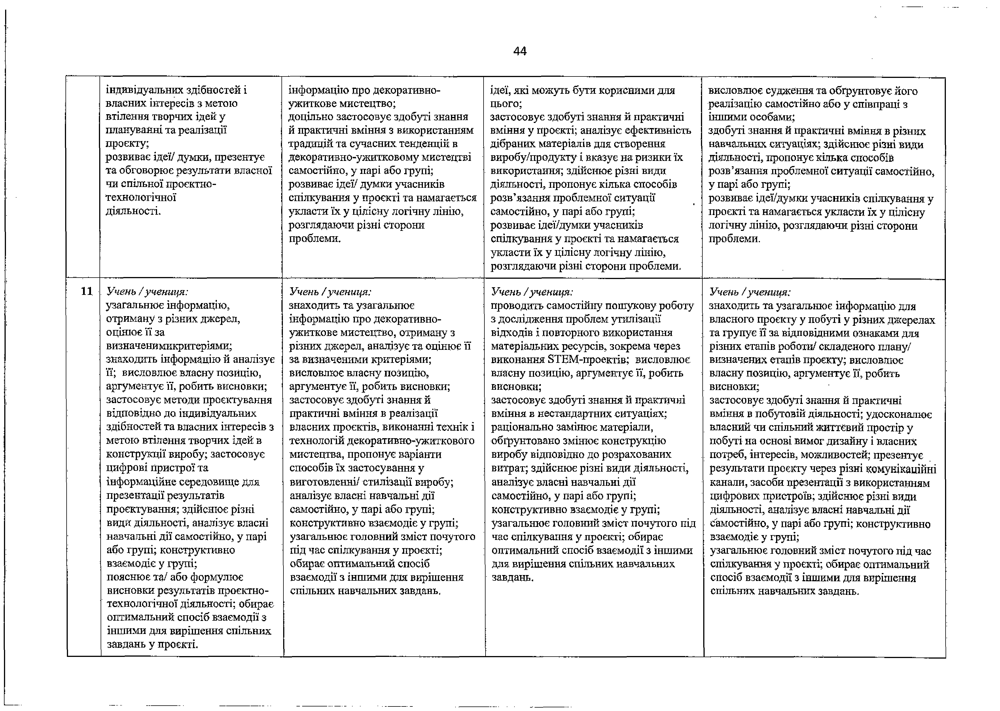 44
індивідуальних здібностей і
власних інтересів з метою
втілення творчих ідей у
плануванні та реалізації
проєкту;
розвиває ідеї/ думки, презентує
та обговорює результати власної
чи спільної проєктно-
технологічної
діяльності.
інформацію про декоративно-
ужиткове мистецтво;
доцільно застосовує здобуті знання
й практичні вміння з використанням
традицій та сучасних тенденцій в
декоративно-ужитковому мистецтві
самостійно, у парі або групі;
розвиває ідеї/ думки учасників
спілкування у проєкті та намагається
укласти їх у цілісну логічну лінію,
розглядаючи різні сторони
проблеми.
ідеї, які можуть бути корисними для
цього;
застосовує здобуті знання й практичні
вміння у проєкті; аналізує ефективність
дібраних матеріалів для створення
виробу/продукту і вказує на ризики їх
використання; здійснює різні види
діяльності, пропонує кілька способів
розв’язання проблемної ситуації
самостійно, у парі або групі;
розвиває ідеї/думки учасників
спілкування у проєкті та намагається
укласти їх у цілісну логічну лінію,
розглядаючи різні сторони проблеми.
висловлює судження та обґрунтовує його
реалізацію самостійно або у співпраці з
іншими особами;
здобуті знання й практичні вміння в різних
навчальних ситуаціях; здійснює різні види
діяльності, пропонує кілька способів
розв’язання проблемної ситуації самостійно,
у парі або групі;
розвиває ідеї/думки учасників спілкування у
проєкті та намагається укласти їх у цілісну
логічну лінію, розглядаючи різні сторони
проблеми.
11
Учень / учениця:
узагальнює інформацію,
отриману з різних джерел,
оцінює її за
визначенимикритеріями;
знаходить інформацію й аналізує
її; висловлює власну позицію,
аргументує її, робить висновки;
застосовує методи проєктування
відповідно до індивідуальних
здібностей та власних інтересів з
метою втілення творчих ідей в
конструкції виробу; застосовує
цифрові пристрої та
інформаційне середовище для
презентації результатів
проєктування; здійснює різні
види діяльності, аналізує власні
навчальні дії самостійно, у парі
або групі; конструктивно
взаємодіє у групі;
пояснює та/ або формулює
висновки результатів проєктно-
технологічної діяльності; обирає
оптимальний спосіб взаємодії з
іншими для вирішення спільних
завдань у проєкті.
Учень / учениця:
знаходить та узагальнює
інформацію про декоративно-
ужиткове мистецтво, отриману з
різних джерел, аналізує та оцінює її
за визначеними критеріями;
висловлює власну позицію,
аргументує її, робить висновки;
застосовує здобуті знання й
практичні вміння в реалізації
власних проєктів, виконанні технік і
технологій декоративно-ужиткового
мистецтва, пропонує варіанти
способів їх застосування у
виготовленні/ стилізації виробу;
аналізує власні навчальні дії
самостійно, у парі або групі;
конструктивно взаємодіє у групі;
узагальнює головний зміст почутого
під час спілкування у проєкті;
обирає оптимальний спосіб
взаємодії з іншими для вирішення
спільних навчальних завдань.
Учень / учениця:
проводить самостійну пошукову роботу
з дослідження проблем утилізації
відходів і повторного використання
матеріальних ресурсів, зокрема через
виконання STEM-проектів; висловлює
власну позицію, аргументує її, робить
висновки;
застосовує здобуті знання й практичні
вміння в нестандартних ситуаціях;
раціонально замінює матеріали,
обґрунтовано змінює конструкцію
виробу відповідно до розрахованих
витрат; здійснює різні види діяльності,
аналізує власні навчальні дії
самостійно, у парі або групі;
конструктивно взаємодіє у групі;
узагальнює головний зміст почутого під
час спілкування у проєкті; обирає
оптимальний спосіб взаємодії з іншими
для вирішення спільних навчальних
завдань.
Учень / учениця:
знаходить та узагальнює інформацію для
власного проєкту у побуті у різних джерелах
та групує її за відповідними ознаками для
різних етапів роботи/ складеного плану/
визначених етапів проєкту; висловлює
власну позицію, аргументує її, робить
висновки;
застосовує здобуті знання й практичні
вміння в побутовій діяльності; удосконалює
власний чи спільний життєвий простір у
побуті на основі вимог дизайну і власних
потреб, інтересів, можливостей; презентує
результати проєкту через різні комунікаційні
канали, засоби презентації з використанням
цифрових пристроїв; здійснює різні види
діяльності, аналізує власні навчальні дії
самостійно, у парі або групі; конструктивно
взаємодіє у групі;
узагальнює головний зміст почутого під час
спілкування у проєкті; обирає оптимальний
спосіб взаємодії з іншими для вирішення
спільних навчальних завдань.